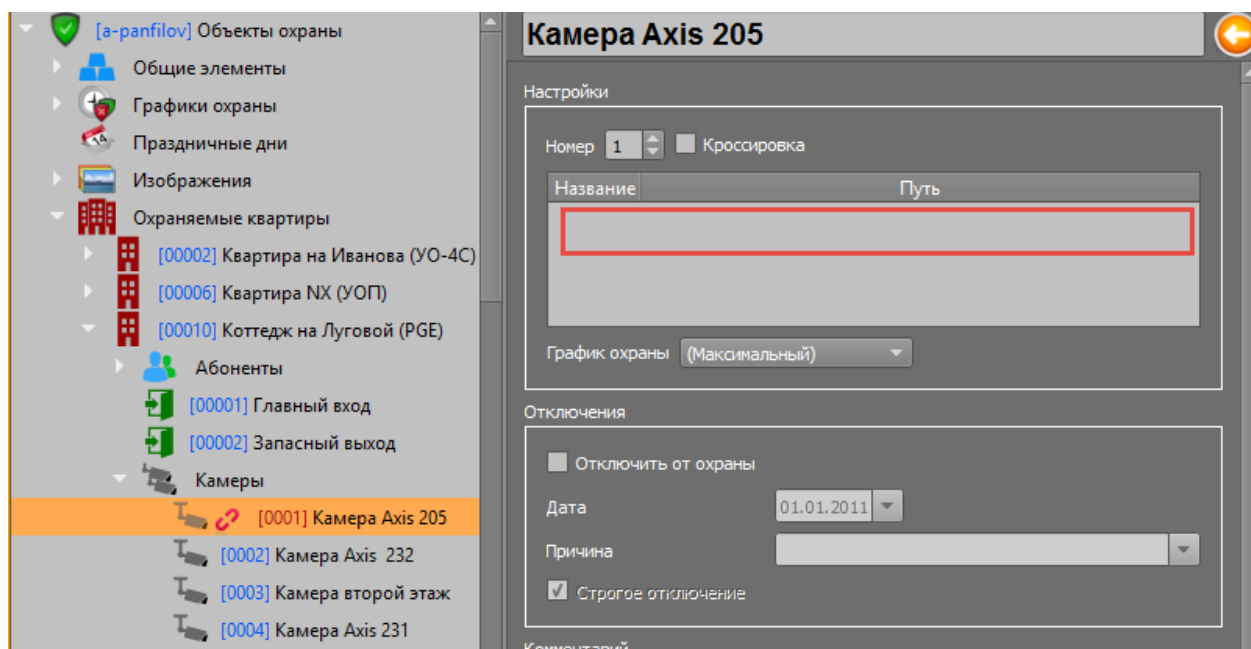 [a-panfilov] Объекты охраны
Общие элементы
Графики охраны
Праздничные дни
Изображения
Охраняемые квартиры
[00002] Квартира на Иванова (УО-4С)
[00006] Квартира NX (УОП)
[00010] Коттедж на Луговой (PGE)
Абоненты
[00001] Главный вход
[00002] Запасный выход
Камеры
[0001] Камера Axis 205
[0002] Камера Axis 232
[0003] Камера второй этаж
[0004] Камера Axis 231
Камера Axis 205
Настройки
Номер 1 Кроссировка
Название Путь
График охраны (Максимальный)
Отключения
Отключить от охраны
Дата 01.01.2011
Причина
Строгое отключение
Комментарий